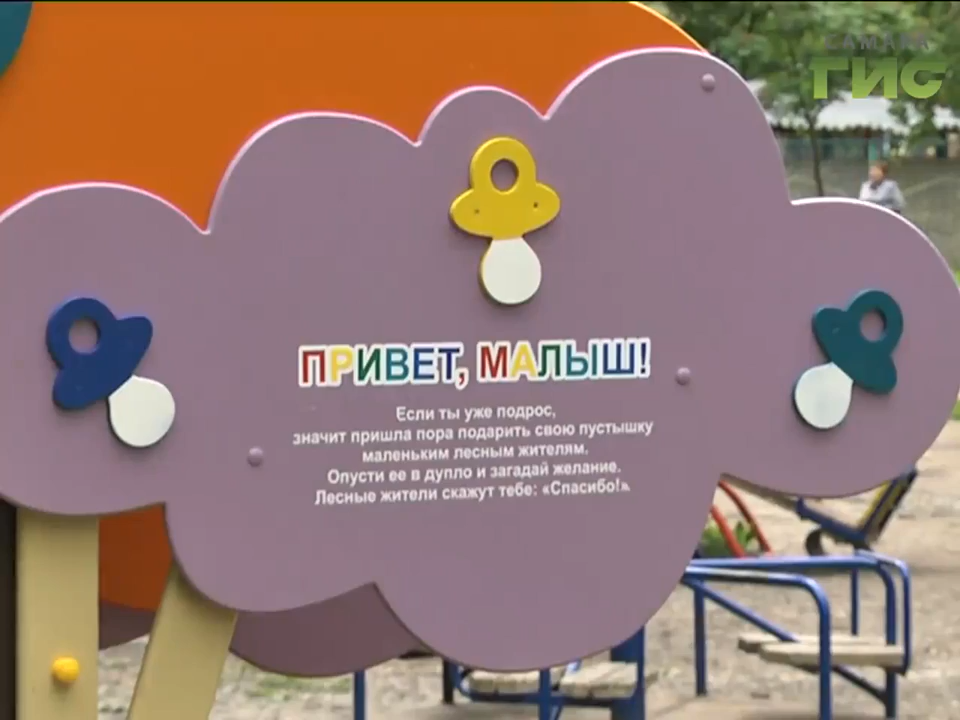 САМАРА
ГИС
ПРИВЕТ, МАЛЫШ!
Если ты уже подрос,
значит пришла пора подарить свою пустышку
маленьким лесным жителям.
Опусти ее в дупло и загадай желание.
Лесные жители скажут тебе: «Спасибо!».